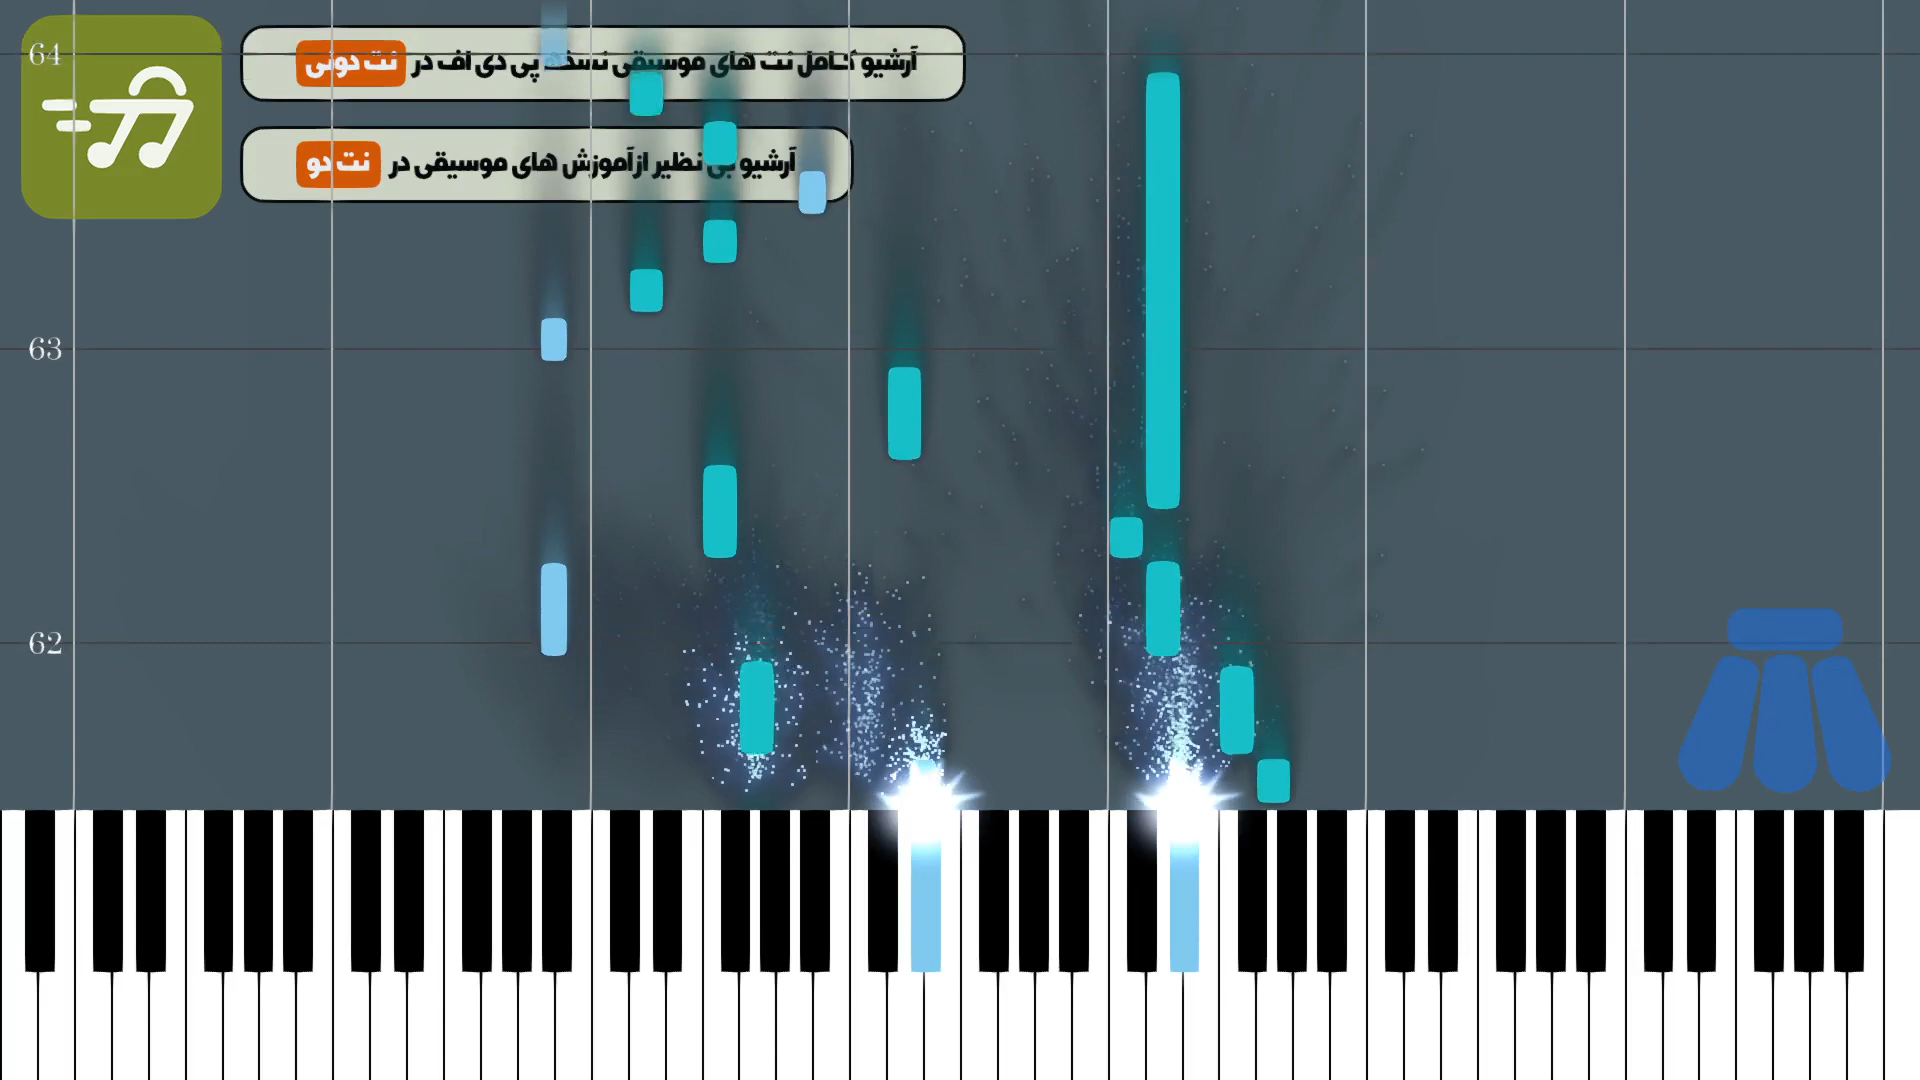 64
آرشیو کامل نت های موسیقی نسخه پی دی اف در نت دونی
آرشیو بی نظیر از آموزش های موسیقی در نت دو
63
62